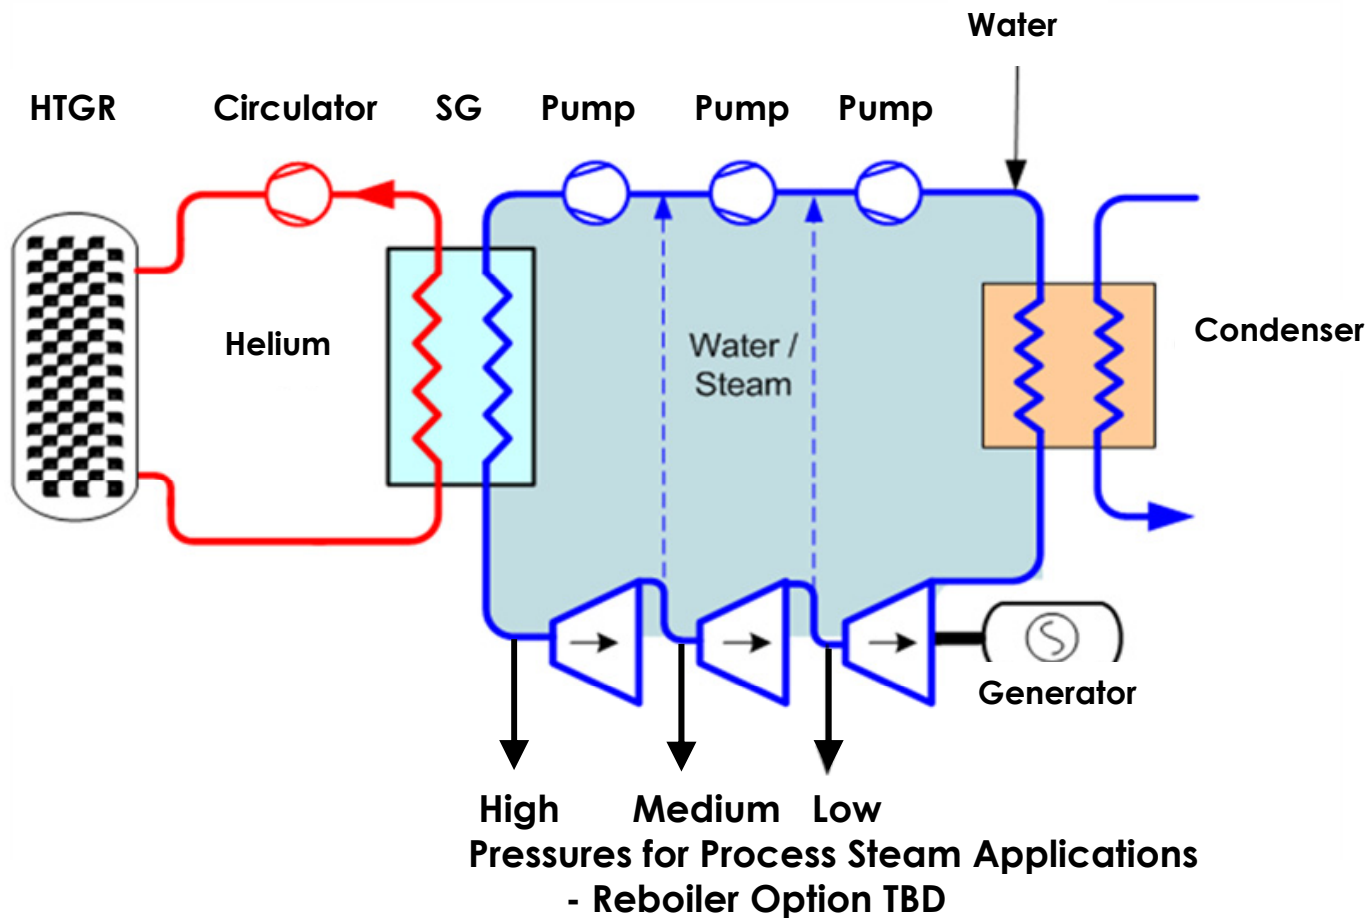 Water
HTGR Circulator SG Pump Pump Pump
Helium
Water /
Steam
Condenser
Generator
High Medium Low
Pressures for Process Steam Applications
- Reboiler Option TBD